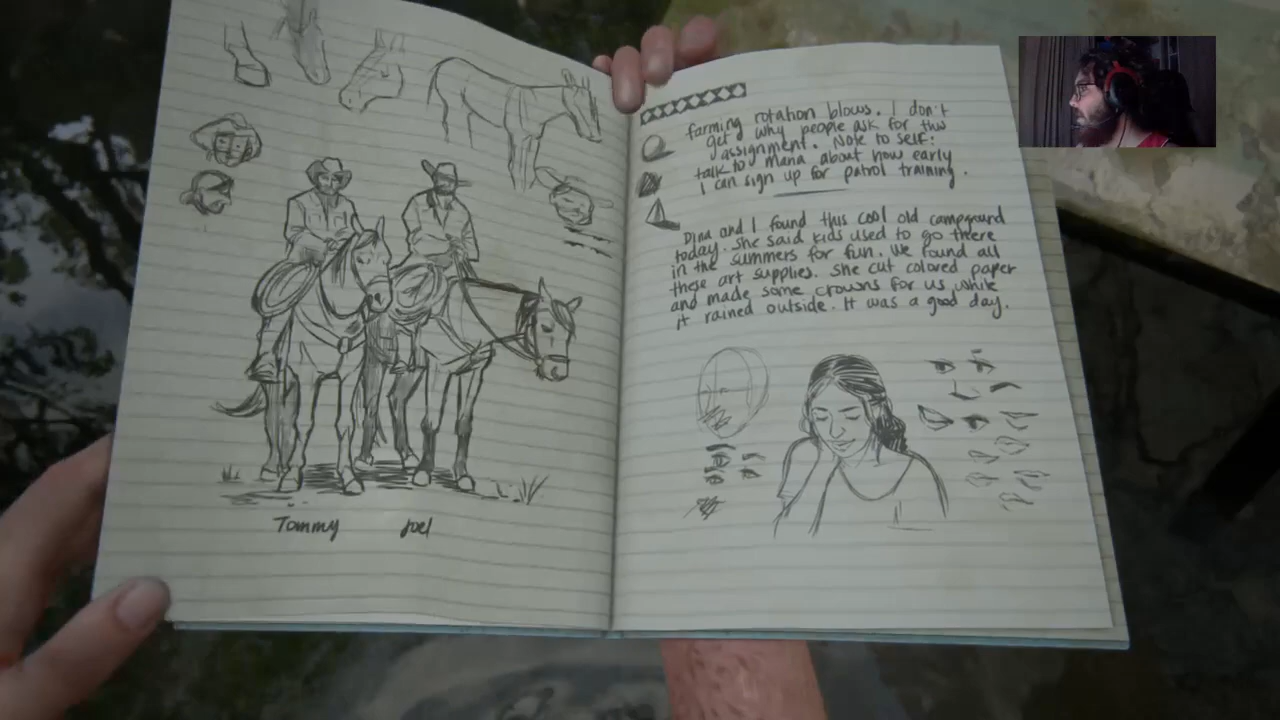 Tommy
Joel
farming rotation blows. I don't
get why people ask for this
assignment. Note to self:
talk to Maria about how early
I can sign up for patrol training.
Dina and I found this cool old campground
today. She said kids used to go there
in the summers for fun. We found all
these art supplies. She cut colored paper
and made some crowns for us while
it rained outside. It was a good day.